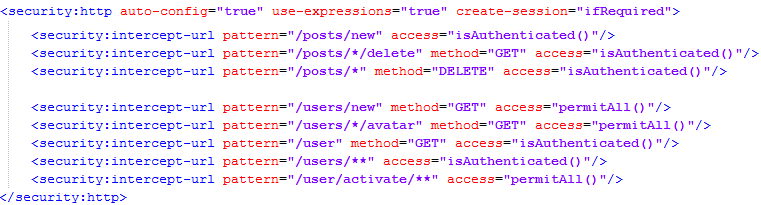 <security:http auto-config="true" use-expressions="true" create-session="ifRequired">
<security:intercept-url pattern="/posts/new" access="isAuthenticated()"/>
<security:intercept-url pattern="/posts/*/delete" method="GET" access="isAuthenticated()"/>
<security:intercept-url pattern="/posts/*" method="DELETE" access="isAuthenticated()"/>
<security:intercept-url pattern="/users/new" method="GET" access="permitAll()"/>
<security:intercept-url pattern="/users/*/avatar" method="GET" access="permitAll()"/>
<security:intercept-url pattern="/user" method="GET" access="isAuthenticated()"/>
<security:intercept-url pattern="/users/**" access="isAuthenticated()"/>
<security:intercept-url pattern="/user/activate/**" access="permitAll()"/>
</security:http>